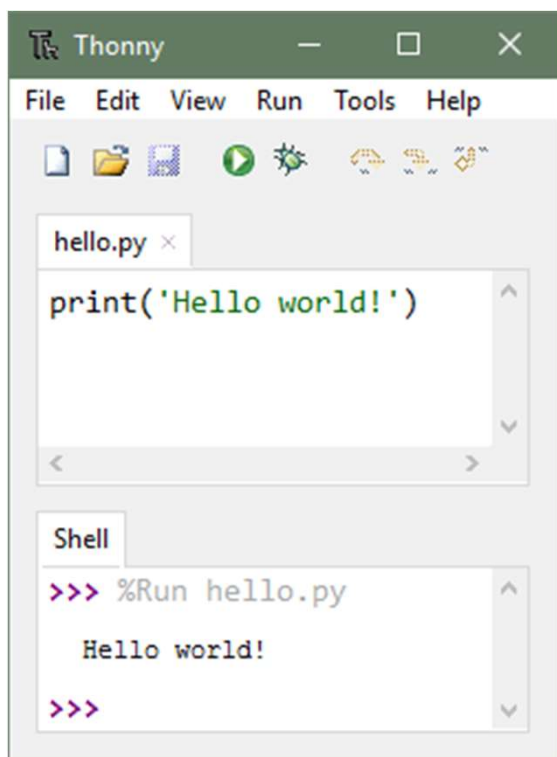 Thonny
File Edit View Run Tools Help
hello.py
print('Hello world!')
Shell
>>> %Run hello.py
Hello world!
>>>